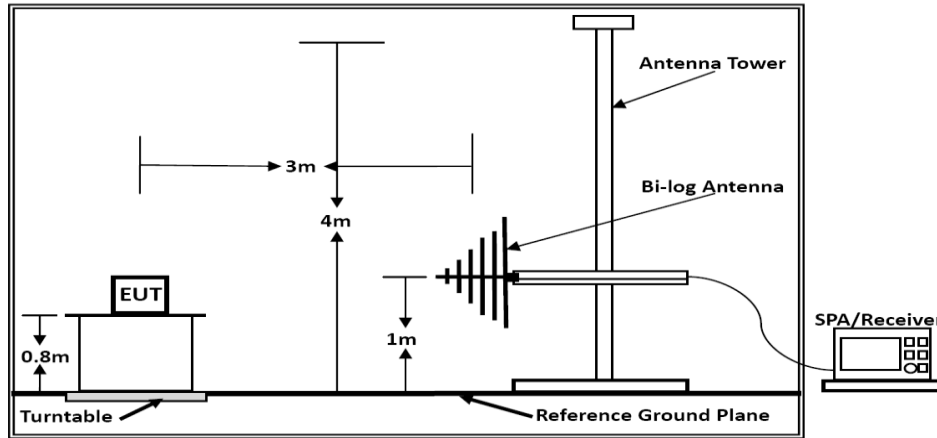 Antenna Tower
3m
Bi-log Antenna
4m
EUT
SPA/Receiver
0.8m
1m
Turntable
Reference Ground Plane